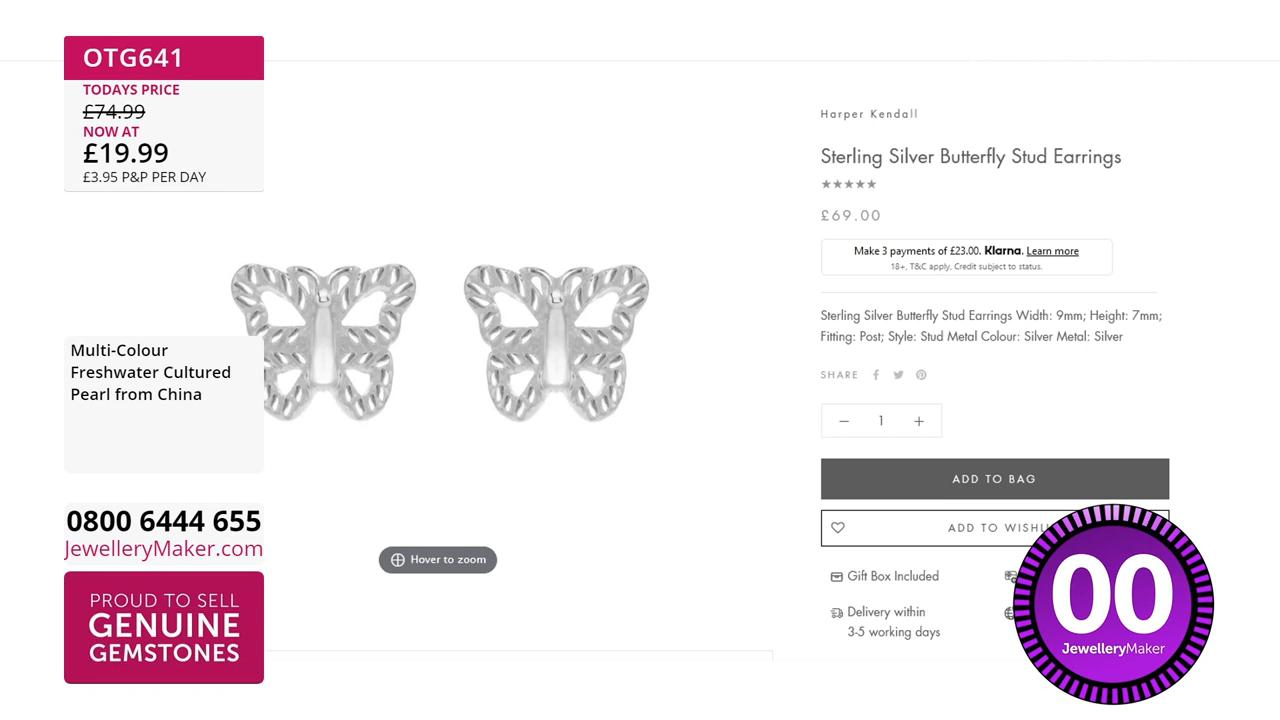 OTG641
TODAYS PRICE
£74.99
NOW AT
£19.99
£3.95 P&P PER DAY
Multi-Colour
Freshwater Cultured
Pearl from China
0800 6444 655
JewelleryMaker.com
PROUD TO SELL
GENUINE
GEMSTONES
Hover to zoom
Harper Kendall
Sterling Silver Butterfly Stud Earrings
£69.00
Make 3 payments of £23.00. Klarna. Learn more
18+, T&C apply, Credit subject to status.
Sterling Silver Butterfly Stud Earrings Width: 9mm; Height: 7mm;
Fitting: Post; Style: Stud Metal Colour: Silver Metal: Silver
SHARE
1
ADD TO BAG
ADD TO
Gift Box Included
Delivery within
3-5 working days
00
JewelleryMaker